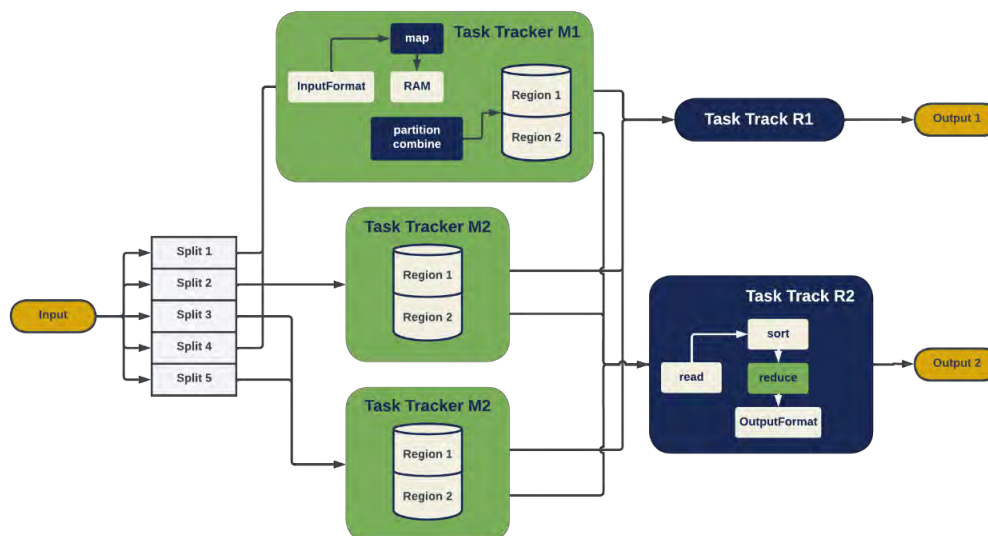 Task Tracker M1
map
InputFormat
RAM
partition
combine
Region 1
Region 2
Task Track R1
Output 1
Task Tracker M2
Region 1
Region 2
Input
Split 1
Split 2
Split 3
Split 4
Split 5
Task Track R2
sort
read
reduce
OutputFormat
Output 2
Task Tracker M2
Region 1
Region 2